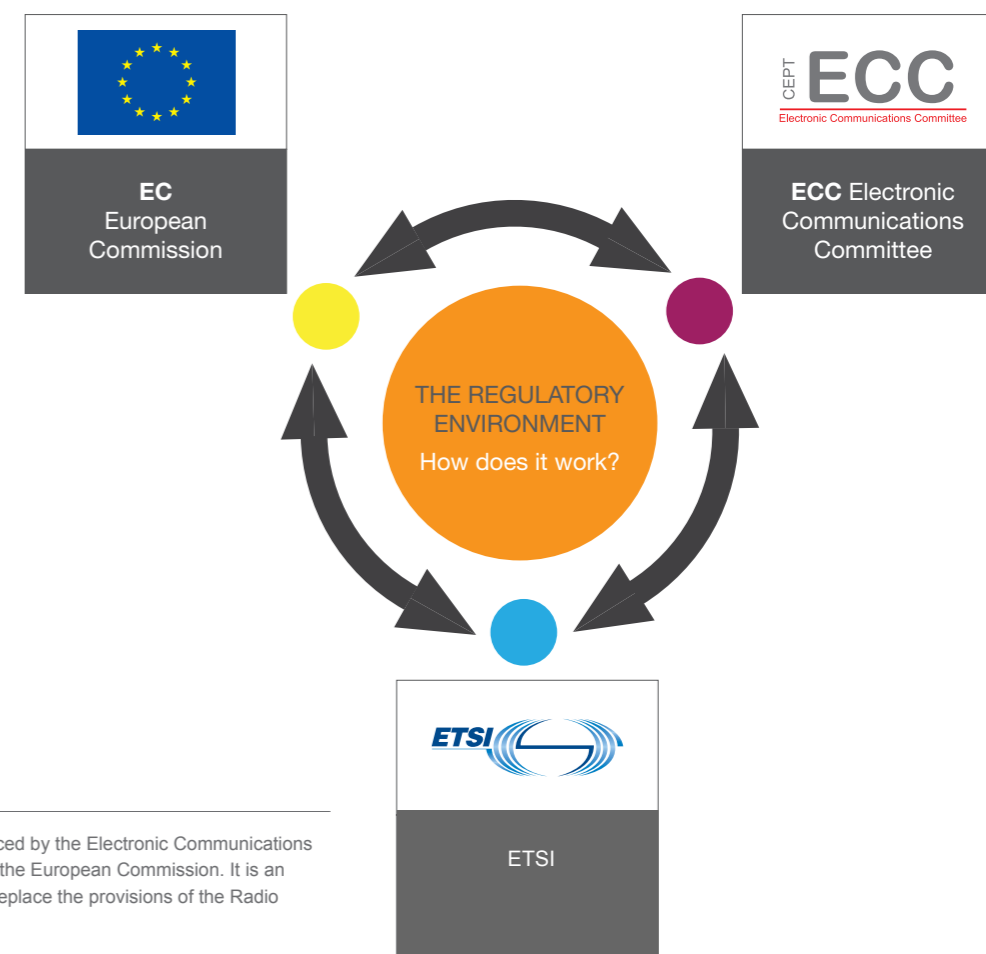 CEPT
ECC
Electronic Communications Committee
EC
European
Commission
ECC Electronic
Communications
Committee
THE REGULATORY
ENVIRONMENT
How does it work?
ETSI
ETSI
ced by the Electronic Communications
the European Commission. It is an
eplace the provisions of the Radio